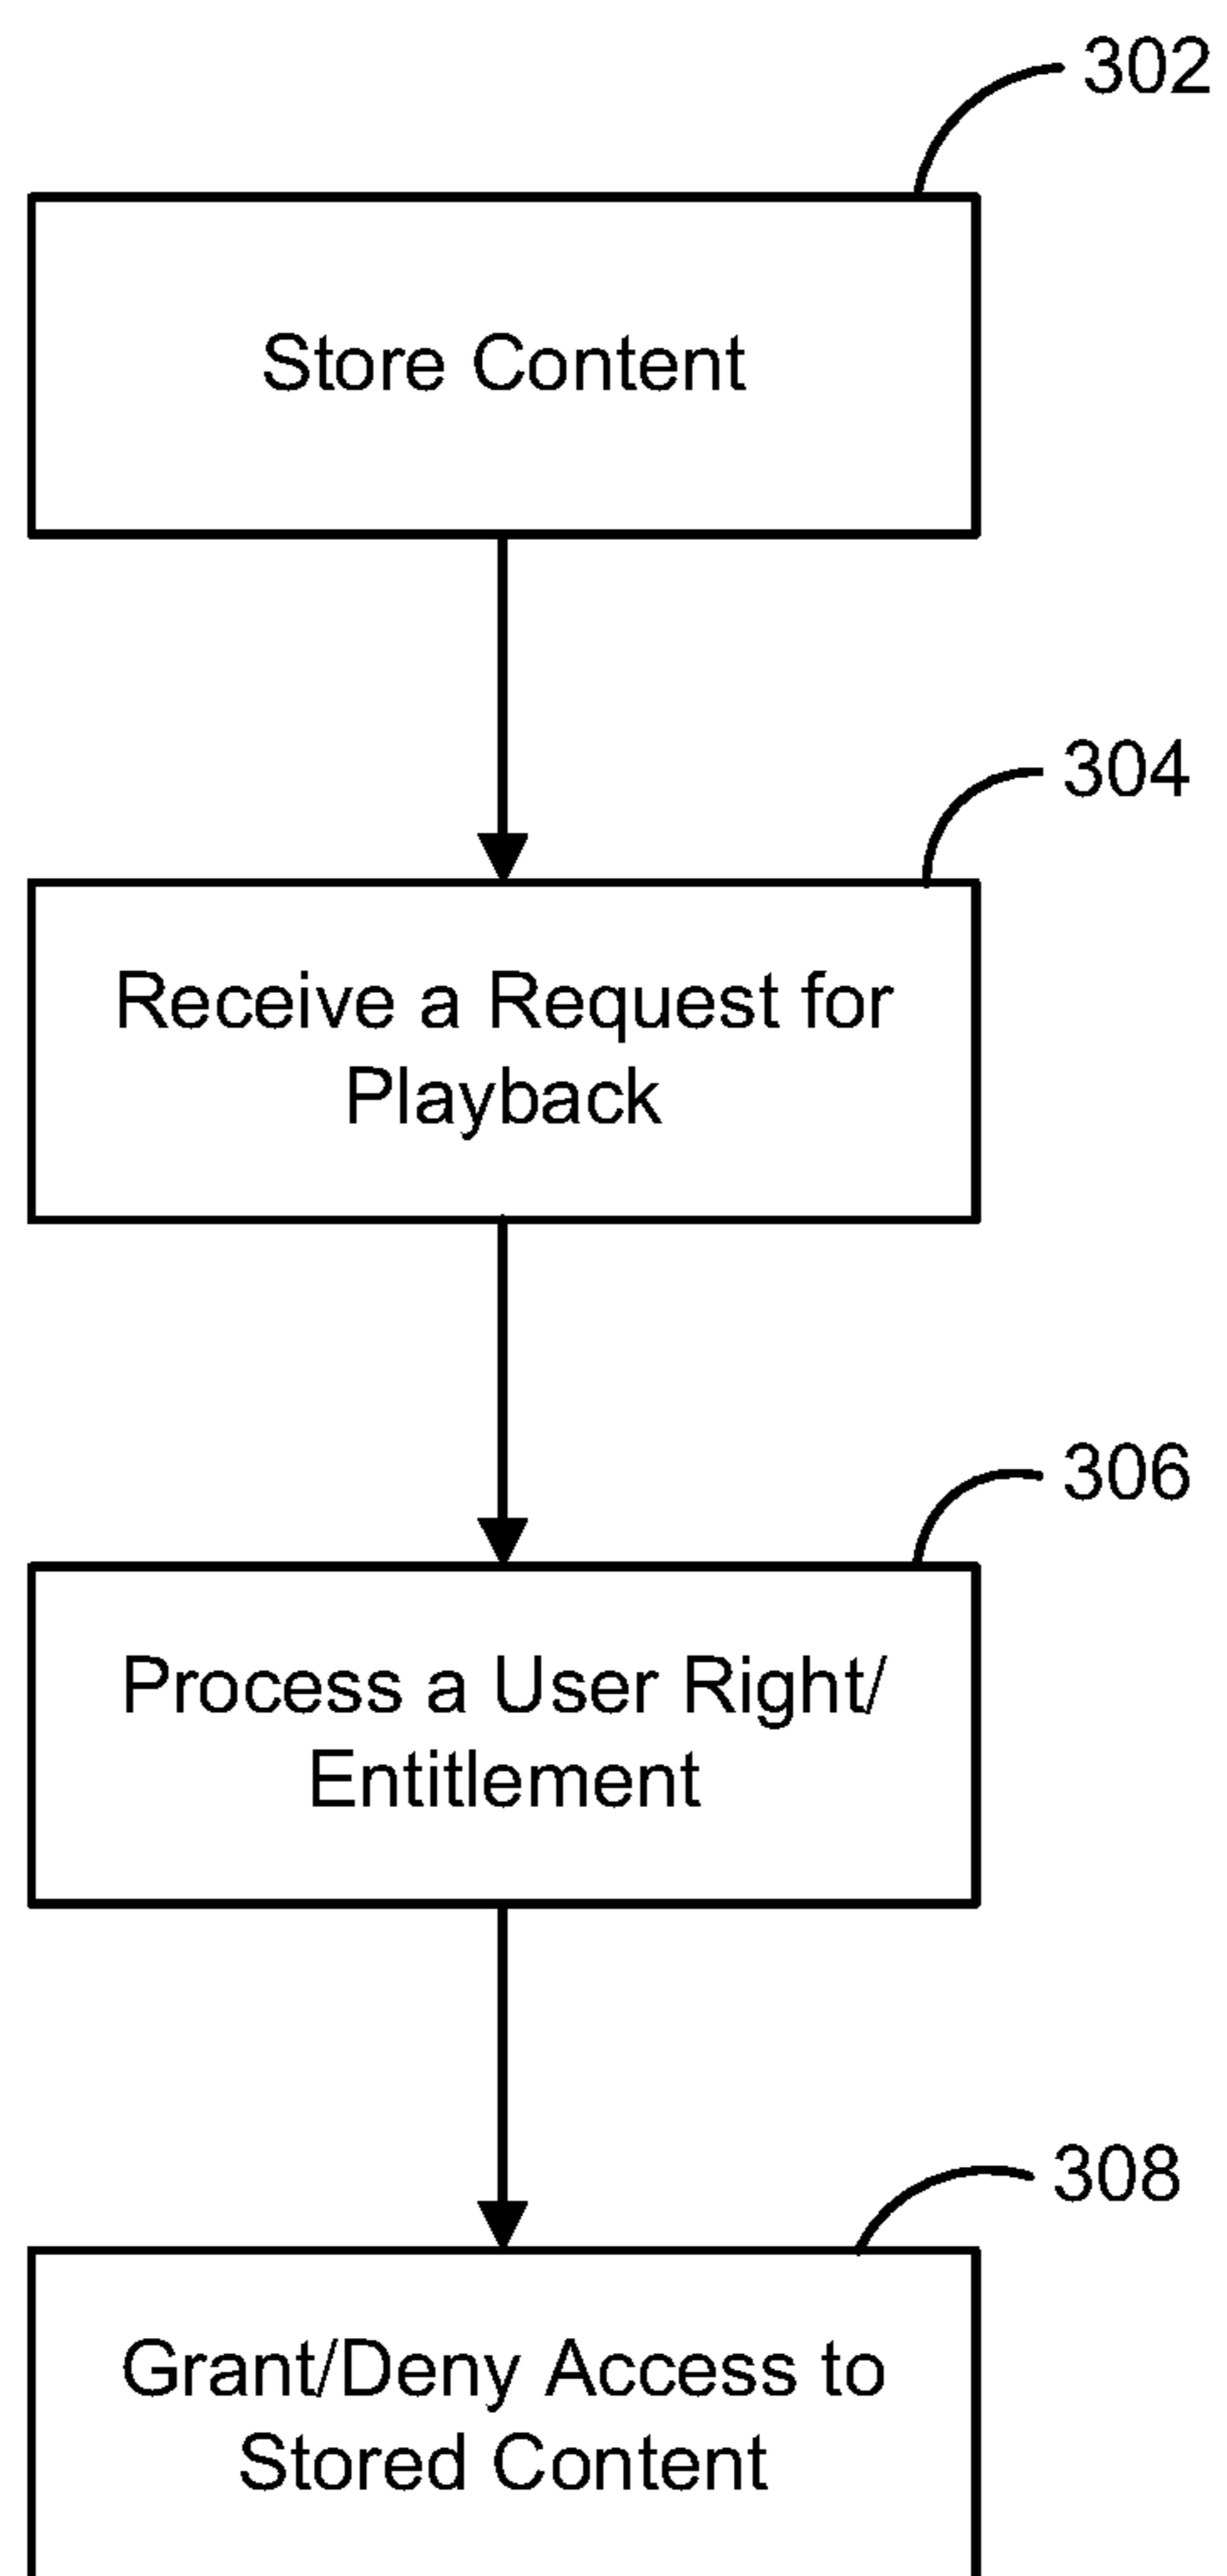 302
Store Content
304
Receive a Request for
Playback
306
Process a User Right/
Entitlement
308
Grant/Deny Access to
Stored Content